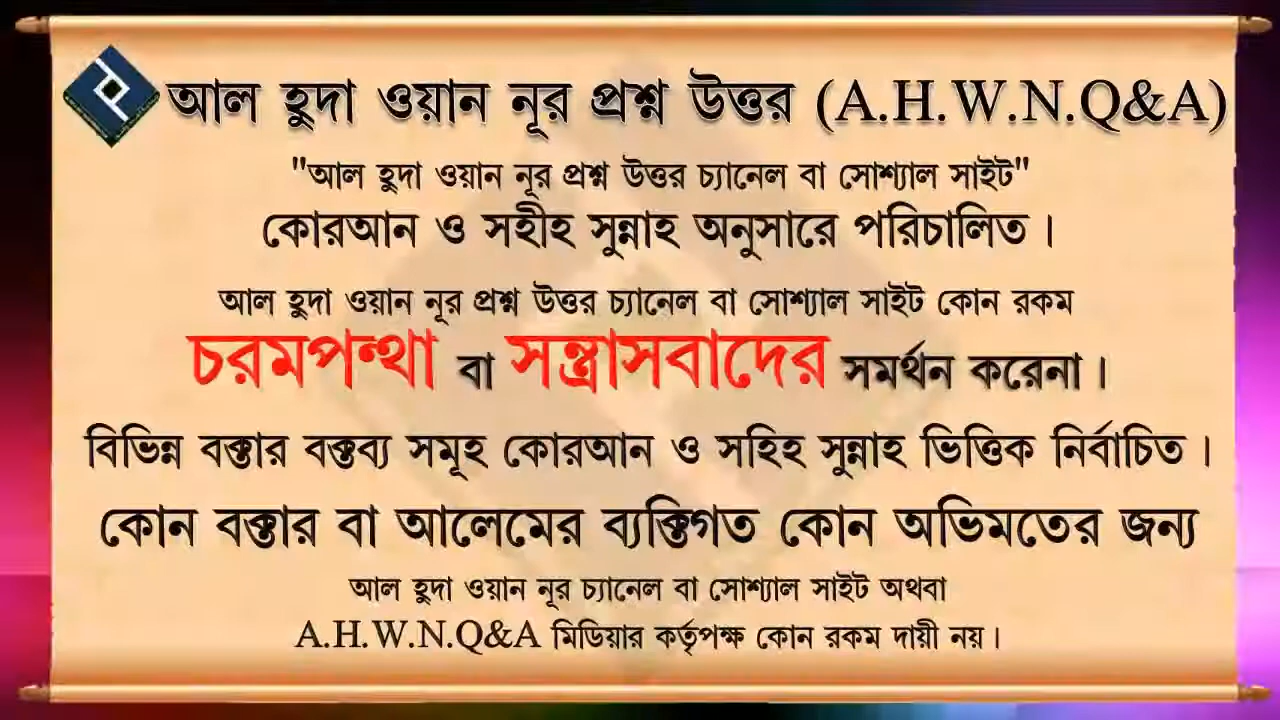 আল হুদা ওয়ান নূর প্রশ্ন উত্তর (A.H.W.N.Q&A)
"আল হুদা ওয়ান নূর প্রশ্ন উত্তর চ্যানেল বা সোশ্যাল সাইট"
কোরআন ও সহীহ সুন্নাহ অনুসারে পরিচালিত।
আল হুদা ওয়ান নূর প্রশ্ন উত্তর চ্যানেল বা সোশ্যাল সাইট কোন রকম
চরমপন্থা বা সন্ত্রাসবাদের সমর্থন করেনা।
বিভিন্ন বক্তার বক্তব্য সমূহ কোরআন ও সহিহ সুন্নাহ ভিত্তিক নির্বাচিত।
কোন বক্তার বা আলেমের ব্যক্তিগত কোন অভিমতের জন্য
আল হুদা ওয়ান নূর চ্যানেল বা সোশ্যাল সাইট অথবা
A.H.W.N.Q&A মিডিয়ার কর্তৃপক্ষ কোন রকম দায়ী নয়।